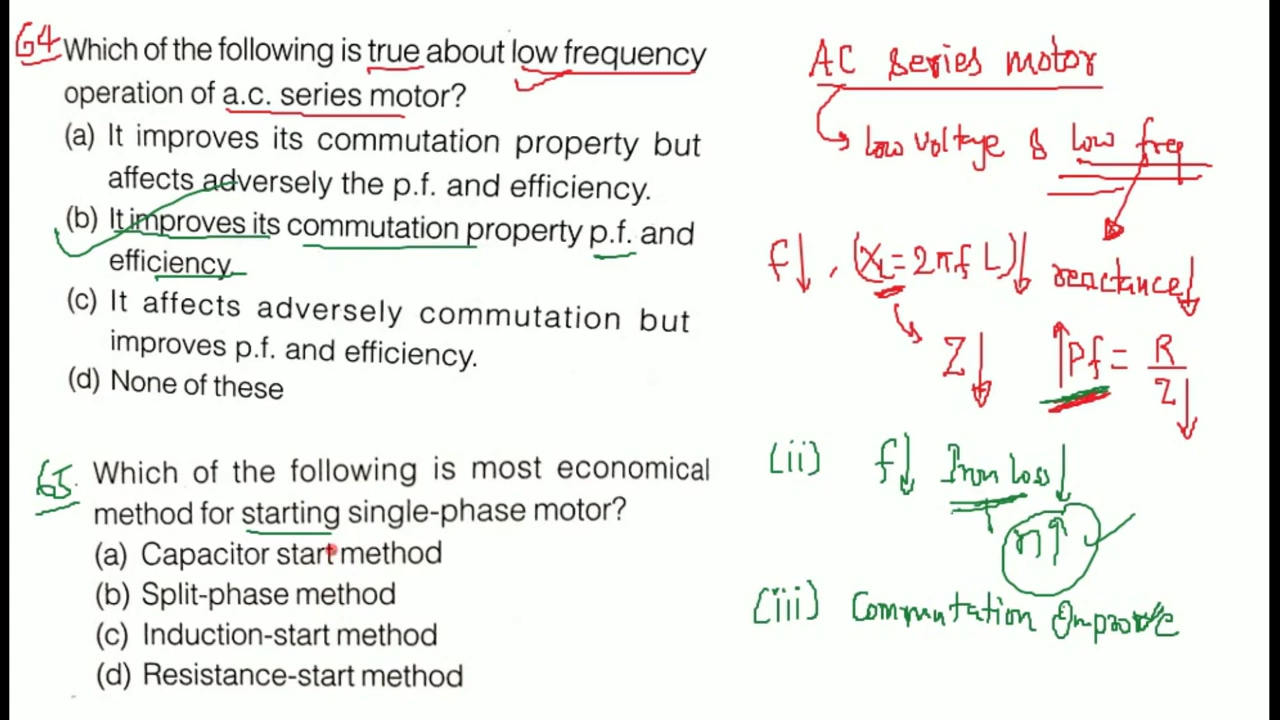 64 Which of the following is true about low frequency
operation of a.c. series motor?
(a) It improves its commutation property but
affects adversely the p.f. and efficiency.
(b) It improves its commutation property p.f. and
efficiency.
(c) It affects adversely commutation but
improves p.f. and efficiency.
(d) None of these
65. Which of the following is most economical
method for starting single-phase motor?
(a) Capacitor start method
(b) Split-phase method
(c) Induction-start method
(d) Resistance-start method
AC series motor
↳ low voltage & low freq
f↓, (XL = 2πf L)↓ reactance↓
Z↓ ↑Pf = R/Z↓
(ii) f↓ Iron loss↓
η↑
(iii) Commutation Improve